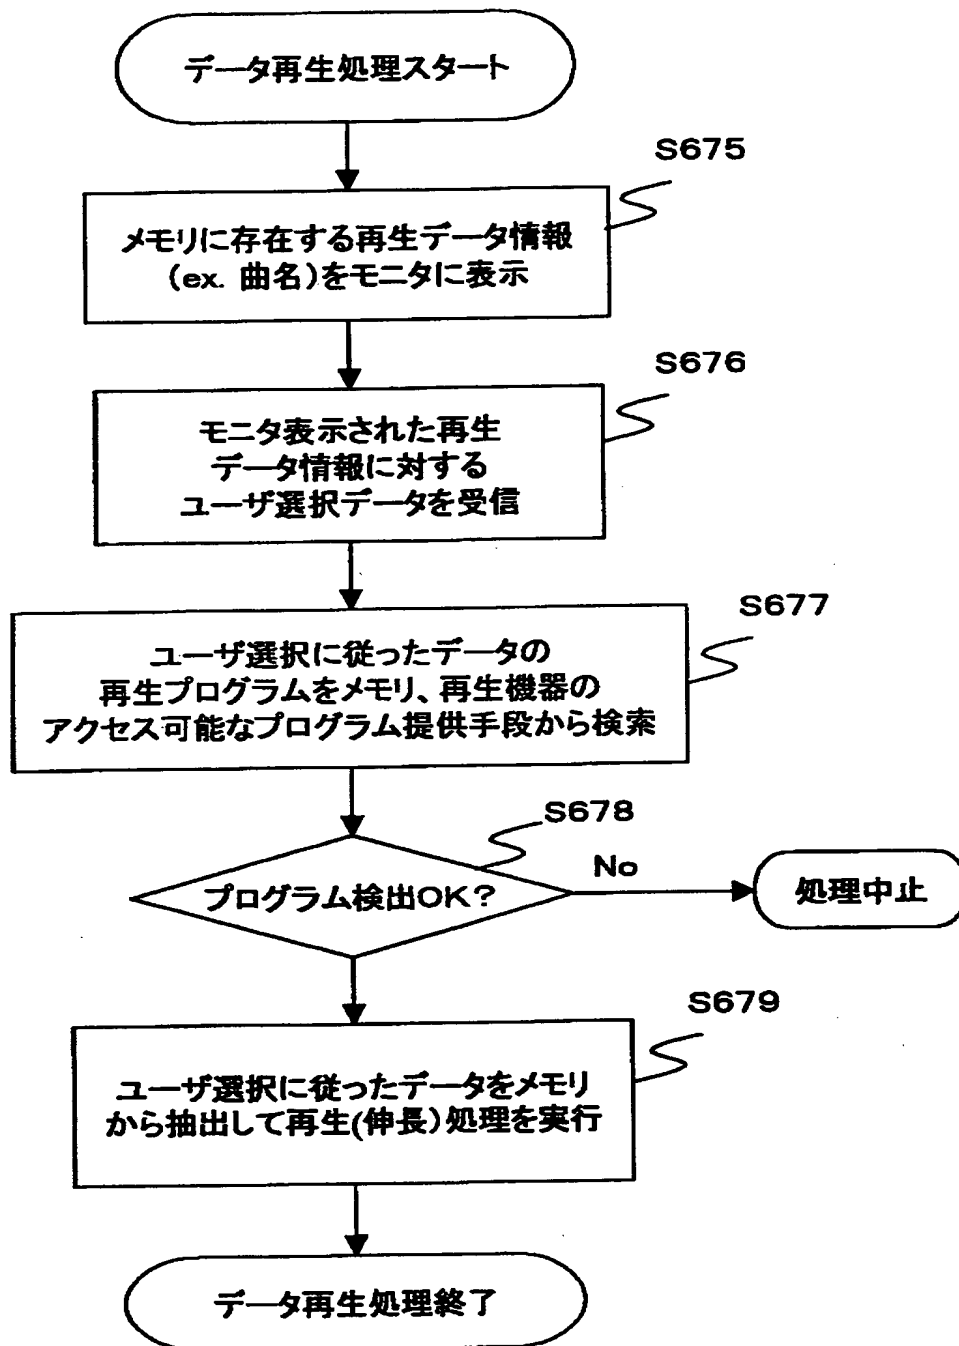 データ再生処理スタート
S675
メモリに存在する再生データ情報
(ex. 曲名)をモニタに表示
S676
モニタ表示された再生
データ情報に対する
ユーザ選択データを受信
S677
ユーザ選択に従ったデータの
再生プログラムをメモリ、再生機器の
アクセス可能なプログラム提供手段から検索
S678
プログラム検出OK?
No
処理中止
S679
ユーザ選択に従ったデータをメモリ
から抽出して再生(伸長)処理を実行
データ再生処理終了